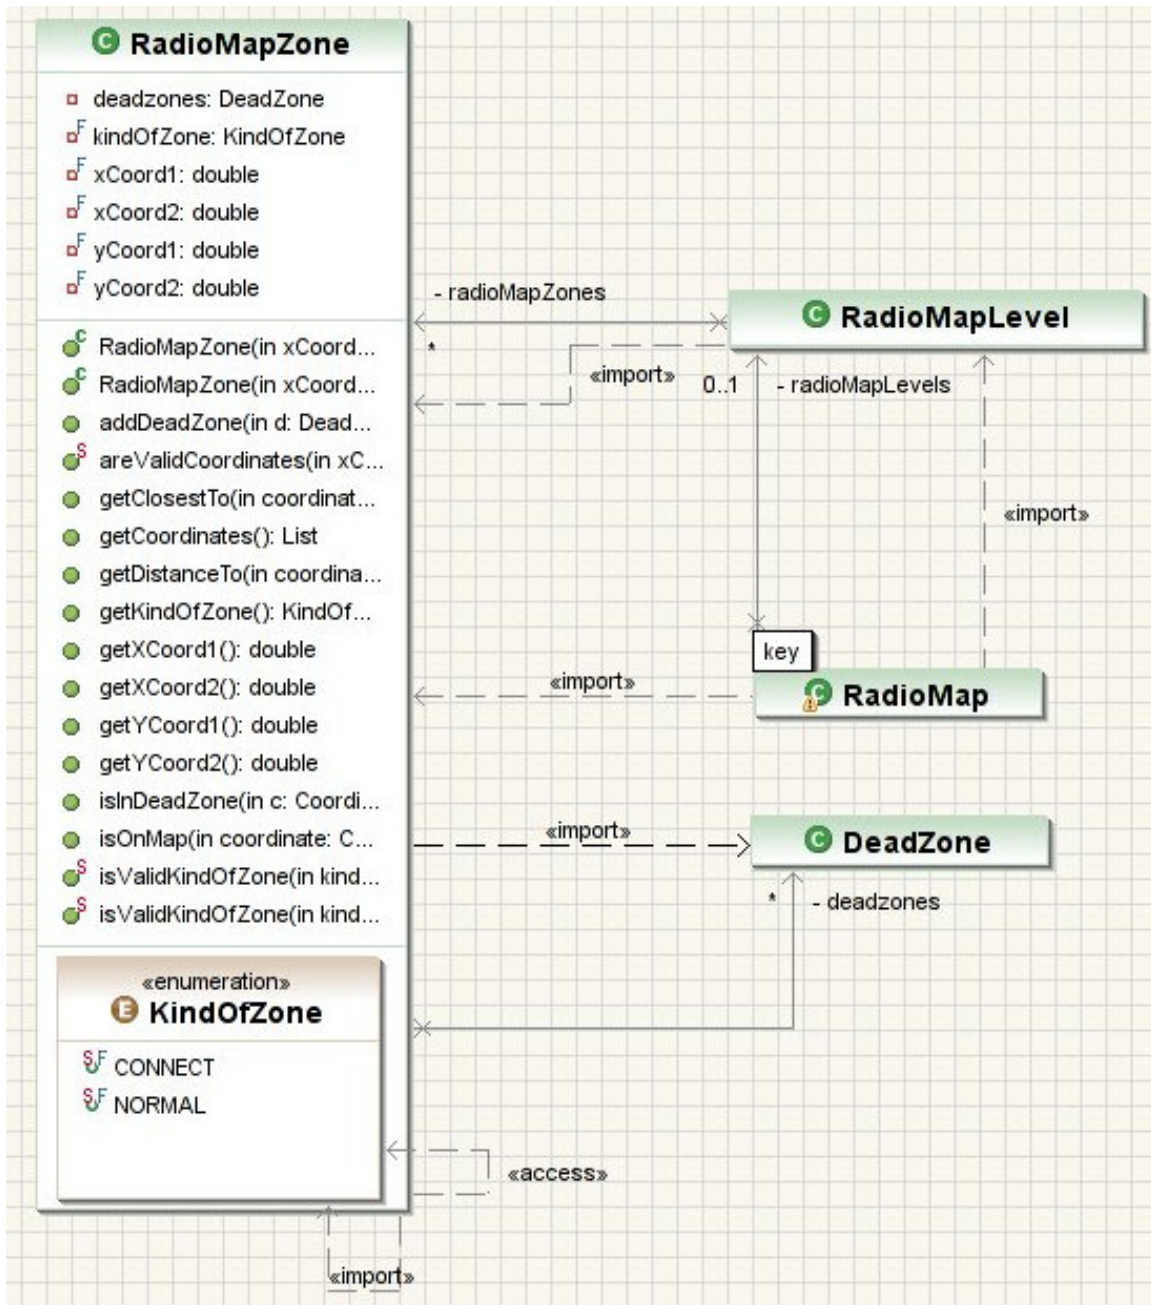 RadioMapZone
deadzones: DeadZone
kindOfZone: KindOfZone
xCoord1: double
xCoord2: double
yCoord1: double
yCoord2: double
RadioMapZone(in xCoord...
RadioMapZone(in xCoord...
addDeadZone(in d: Dead...
areValidCoordinates(in xC...
getClosestTo(in coordinat...
getCoordinates(): List
getDistanceTo(in coordina...
getKindOfZone(): KindOf...
getXCoord1(): double
getXCoord2(): double
getYCoord1(): double
getYCoord2(): double
isInDeadZone(in c: Coordi...
isOnMap(in coordinate: C...
isValidKindOfZone(in kind...
isValidKindOfZone(in kind...
«enumeration»
KindOfZone
CONNECT
NORMAL
- radioMapZones
*
RadioMapLevel
«import»
0..1
- radioMapLevels
«import»
key
RadioMap
«import»
«import»
DeadZone
*
- deadzones
«access»
«import»